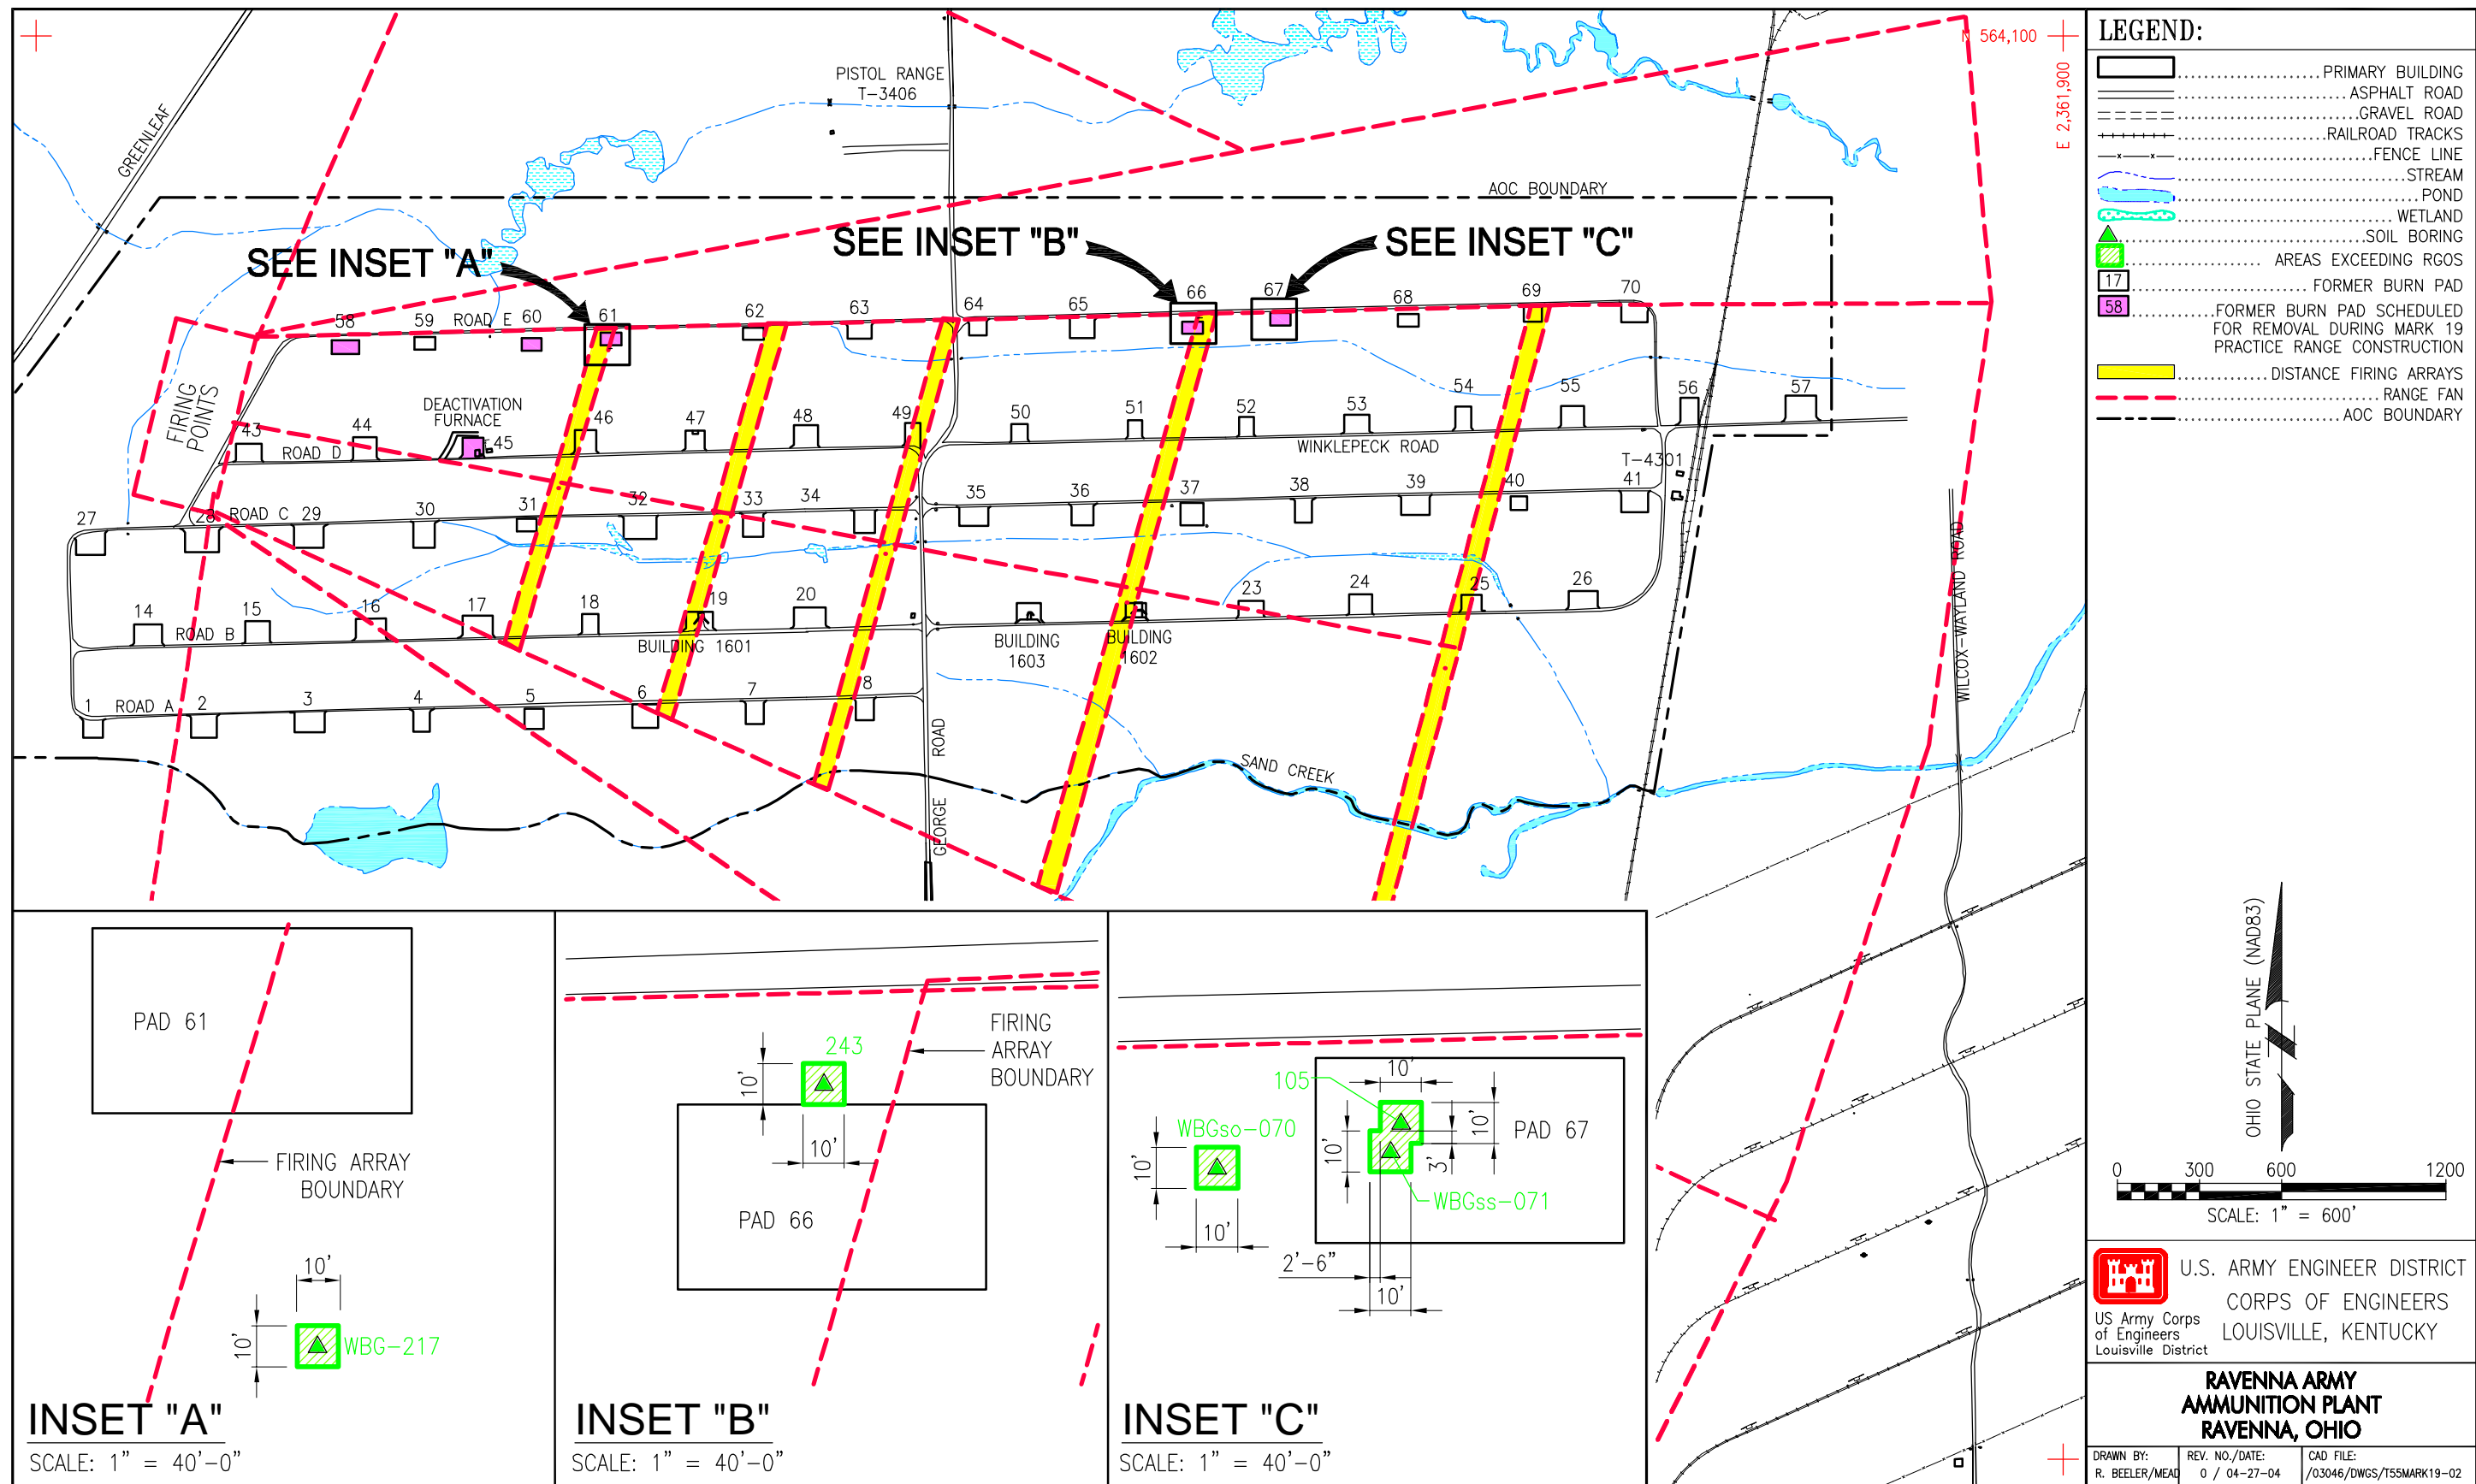 N 564,100
E 2,361,900
GREENLEAF
PISTOL RANGE
T-3406
AOC BOUNDARY
SEE INSET "A"
SEE INSET "B"
SEE INSET "C"
58
59
ROAD E
60
61
62
63
64
65
66
67
68
69
70
FIRING
POINTS
43
44
DEACTIVATION
FURNACE
45
46
47
48
49
50
51
52
53
54
55
56
57
ROAD D
WINKLEPECK ROAD
T-4301
27
28
ROAD C
29
30
31
32
33
34
35
36
37
38
39
40
41
14
15
16
17
18
19
20
23
24
25
26
ROAD B
BUILDING 1601
BUILDING
1603
BUILDING
1602
WILCOX-WAYLAND ROAD
1
ROAD A
2
3
4
5
6
7
8
GEORGE ROAD
SAND CREEK
PAD 61
FIRING ARRAY
BOUNDARY
10'
10'
WBG-217
INSET "A"
SCALE: 1" = 40'-0"
243
10'
10'
FIRING
ARRAY
BOUNDARY
PAD 66
INSET "B"
SCALE: 1" = 40'-0"
105
10'
10'
PAD 67
WBGso-070
10'
10'
10'
3'
WBGss-071
2'-6"
10'
INSET "C"
SCALE: 1" = 40'-0"
LEGEND:
PRIMARY BUILDING
ASPHALT ROAD
GRAVEL ROAD
RAILROAD TRACKS
FENCE LINE
STREAM
POND
WETLAND
SOIL BORING
AREAS EXCEEDING RGOS
17 FORMER BURN PAD
58 FORMER BURN PAD SCHEDULED
FOR REMOVAL DURING MARK 19
PRACTICE RANGE CONSTRUCTION
DISTANCE FIRING ARRAYS
RANGE FAN
AOC BOUNDARY
OHIO STATE PLANE (NAD83)
0 300 600 1200
SCALE: 1" = 600'
U.S. ARMY ENGINEER DISTRICT
CORPS OF ENGINEERS
LOUISVILLE, KENTUCKY
US Army Corps
of Engineers
Louisville District
RAVENNA ARMY
AMMUNITION PLANT
RAVENNA, OHIO
DRAWN BY:
R. BEELER/MEAD
REV. NO./DATE:
0 / 04-27-04
CAD FILE:
/03046/DWGS/T55MARK19-02